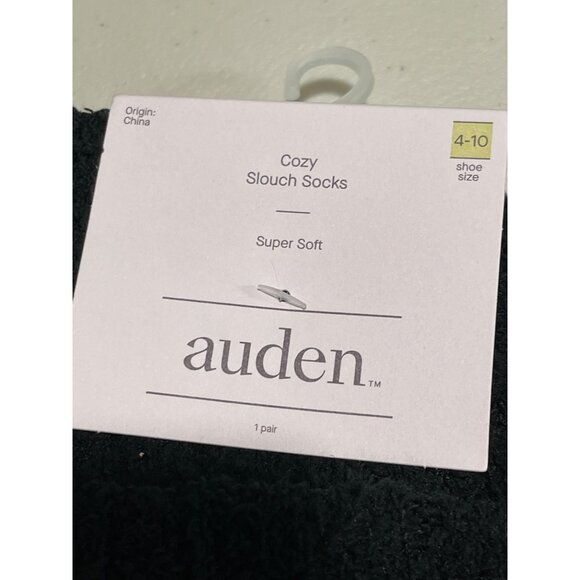 Origin:
China
4-10
shoe
size
Cozy
Slouch Socks
Super Soft
auden™
1 pair